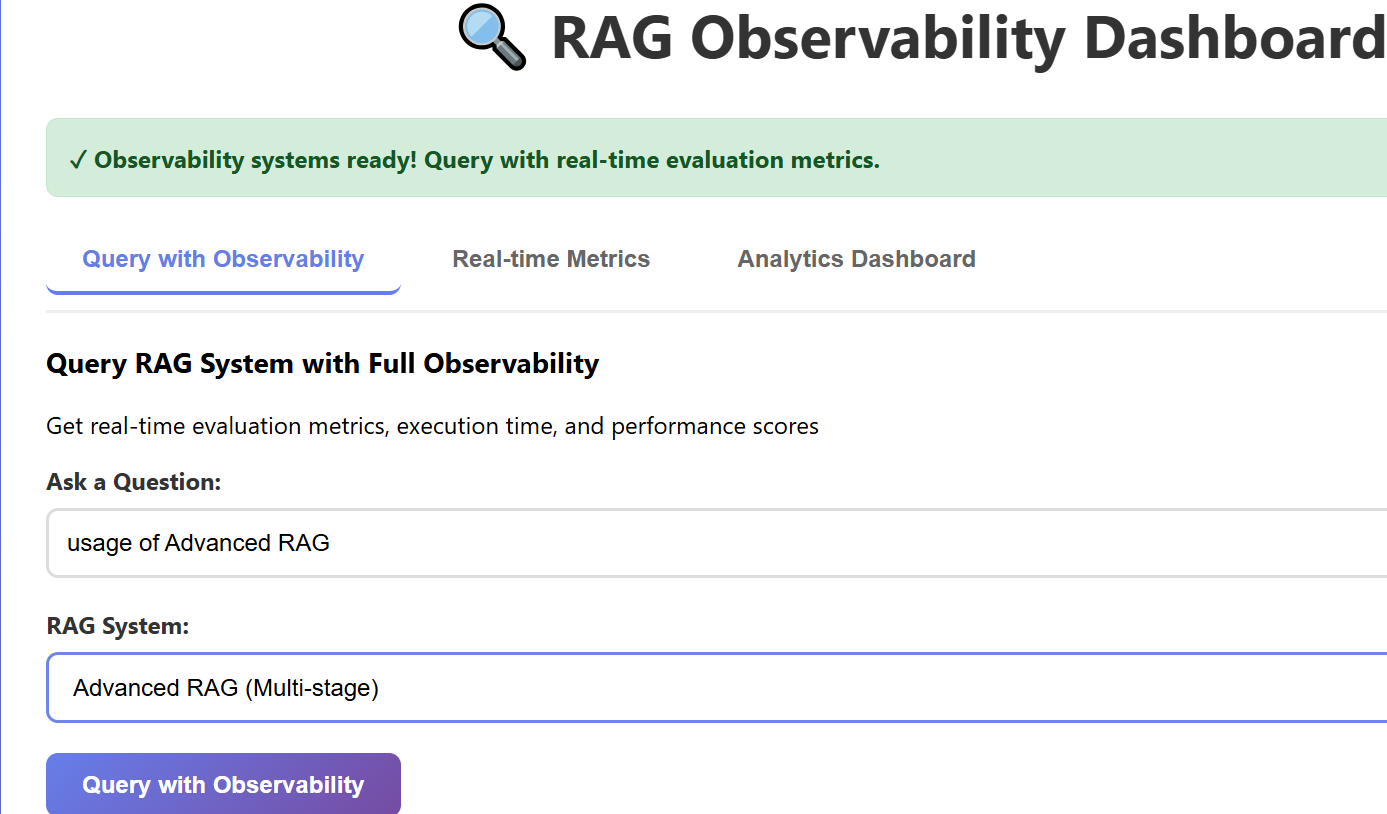 RAG Observability Dashboard
✓ Observability systems ready! Query with real-time evaluation metrics.
Query with Observability Real-time Metrics Analytics Dashboard
Query RAG System with Full Observability
Get real-time evaluation metrics, execution time, and performance scores
Ask a Question:
usage of Advanced RAG
RAG System:
Advanced RAG (Multi-stage)
Query with Observability